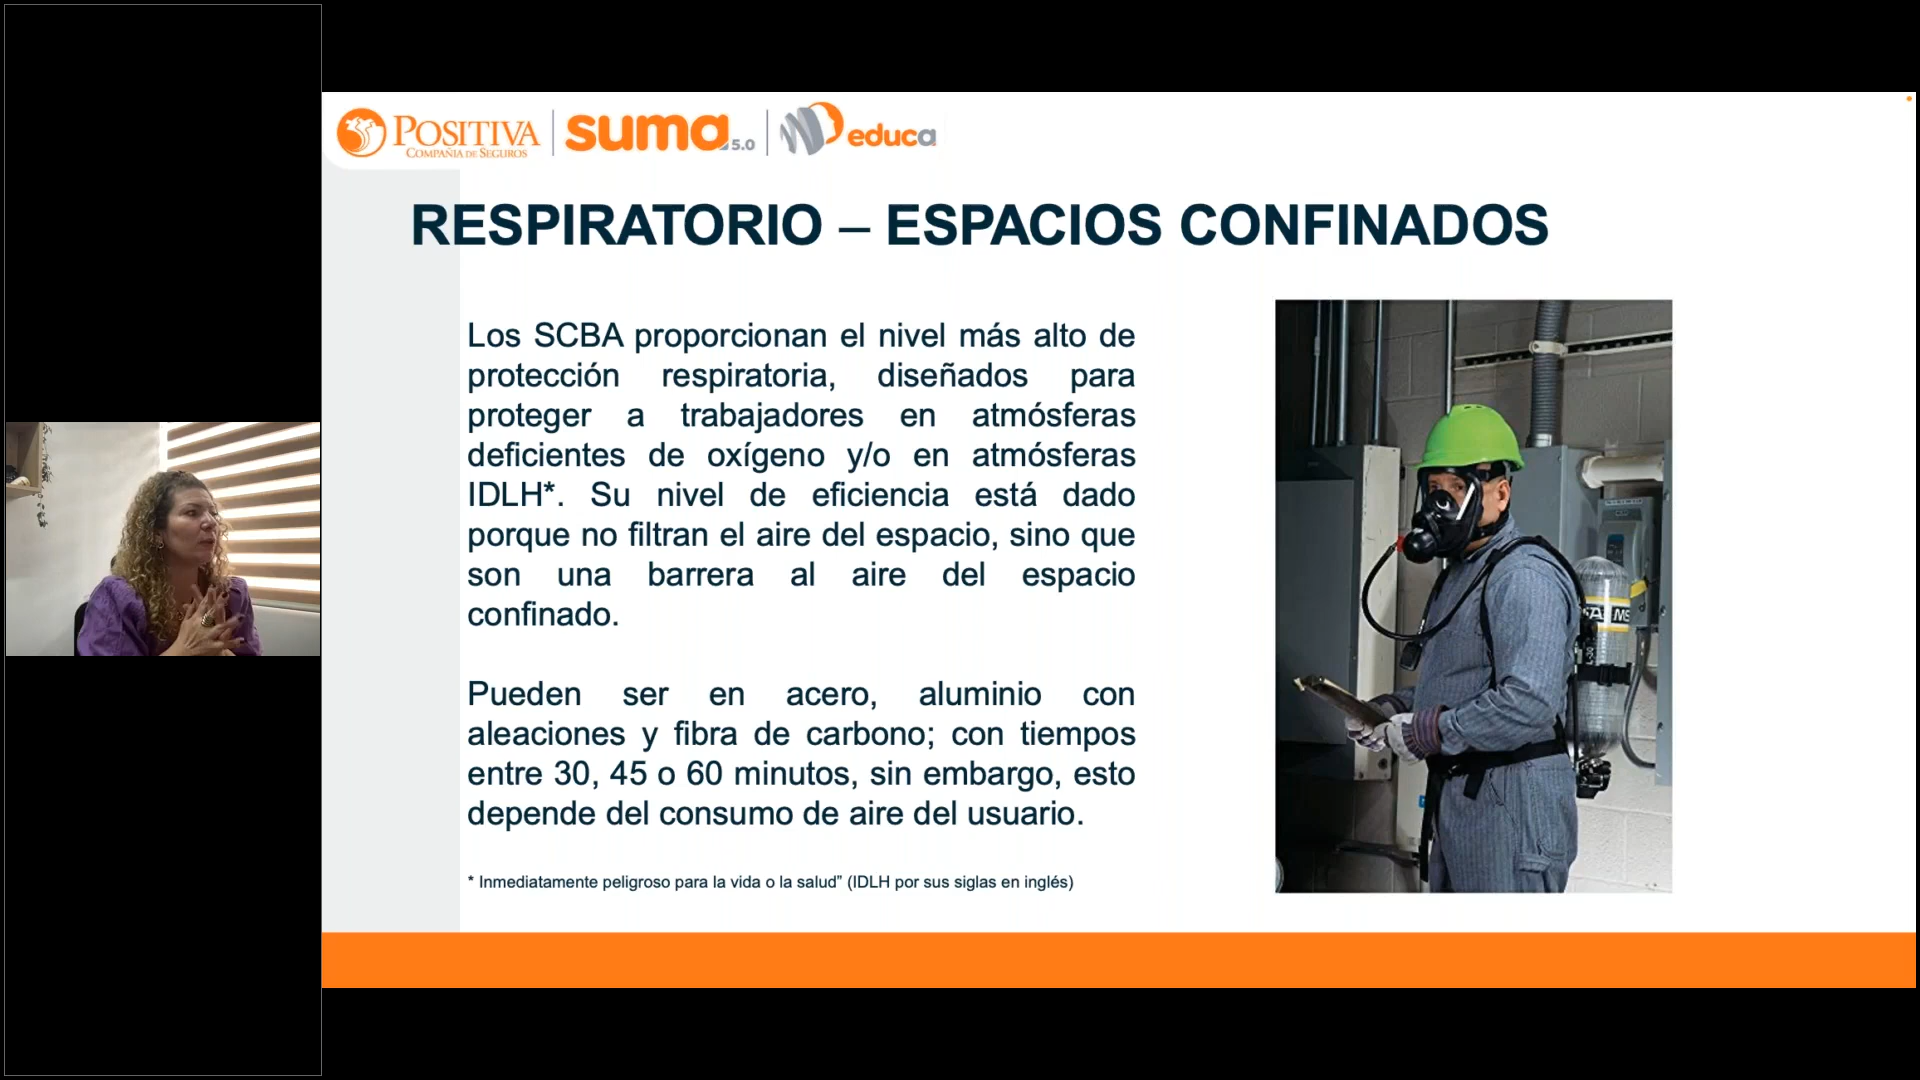 POSITIVA
COMPAÑIA DE SEGUROS
suma 5.0
educa
RESPIRATORIO – ESPACIOS CONFINADOS
Los SCBA proporcionan el nivel más alto de
protección respiratoria, diseñados para
proteger a trabajadores en atmósferas
deficientes de oxígeno y/o en atmósferas
IDLH*. Su nivel de eficiencia está dado
porque no filtran el aire del espacio, sino que
son una barrera al aire del espacio
confinado.
Pueden ser en acero, aluminio con
aleaciones y fibra de carbono; con tiempos
entre 30, 45 o 60 minutos, sin embargo, esto
depende del consumo de aire del usuario.
* Inmediatamente peligroso para la vida o la salud” (IDLH por sus siglas en inglés)